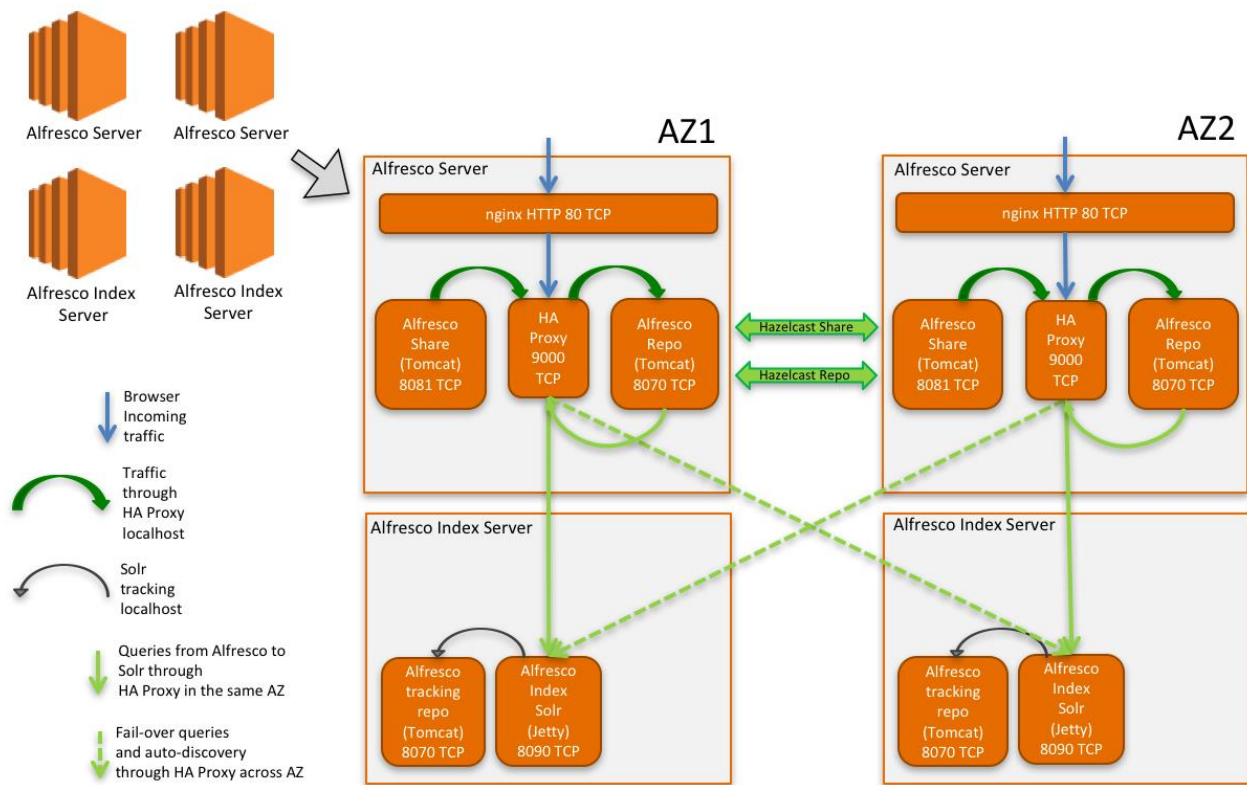 Alfresco Server
Alfresco Server
Alfresco Index
Server
Alfresco Index
Server
Browser
Incoming
traffic
Traffic
through
HA Proxy
localhost
Solr
tracking
localhost
Queries from Alfresco to
Solr through
HA Proxy in the same AZ
Fail-over queries
and auto-discovery
through HA Proxy across AZ
AZ1
Alfresco Server
nginx HTTP 80 TCP
Alfresco
Share
(Tomcat)
8081 TCP
HA
Proxy
9000
TCP
Alfresco
Repo
(Tomcat)
8070 TCP
Hazelcast Share
Hazelcast Repo
AZ2
Alfresco Server
nginx HTTP 80 TCP
Alfresco
Share
(Tomcat)
8081 TCP
HA
Proxy
9000
TCP
Alfresco
Repo
(Tomcat)
8070 TCP
Alfresco Index Server
Alfresco
tracking
repo
(Tomcat)
8070 TCP
Alfresco
Index
Solr
(Jetty)
8090 TCP
Alfresco Index Server
Alfresco
tracking
repo
(Tomcat)
8070 TCP
Alfresco
Index
Solr
(Jetty)
8090 TCP